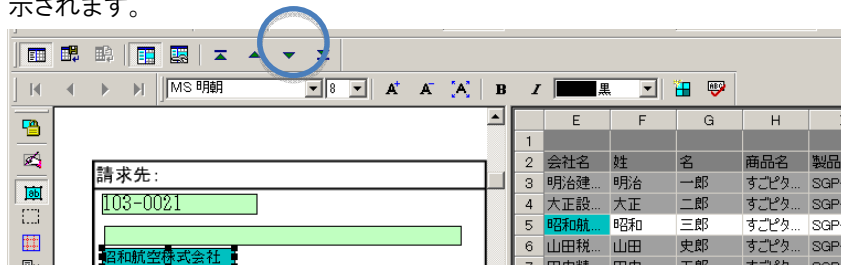 示されます。
MS 明朝 8 A+ A- A B I 黒
E F G H
1
2 会社名 姓 名 商品名 製品
請求先:
3 明治建... 明治 一郎 すごピタ... SGP-
103-0021
4 大正設... 大正 二郎 すごピタ... SGP-
5 昭和航... 昭和 三郎 すごピタ... SGP-
6 山田税... 山田 史郎 すごピタ... SGP-
昭和航空株式会社
7